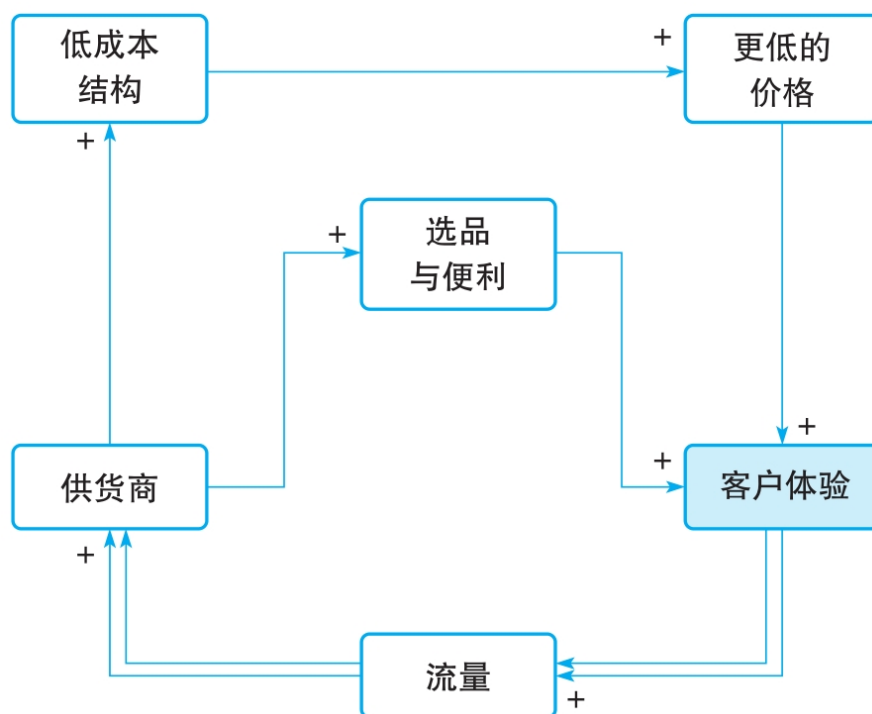 低成本
结构
+
更低的
价格
+
+
选品
与便利
+
+
供货商
客户体验
+
+
流量
+